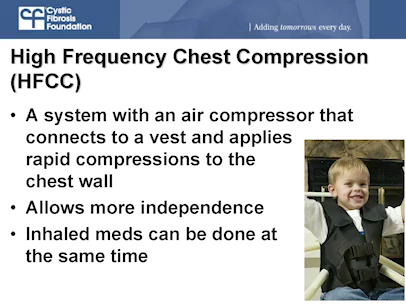 Cystic
Fibrosis
Foundation
Adding tomorrows every day.
High Frequency Chest Compression
(HFCC)
• A system with an air compressor that
connects to a vest and applies
rapid compressions to the
chest wall
• Allows more independence
• Inhaled meds can be done at
the same time